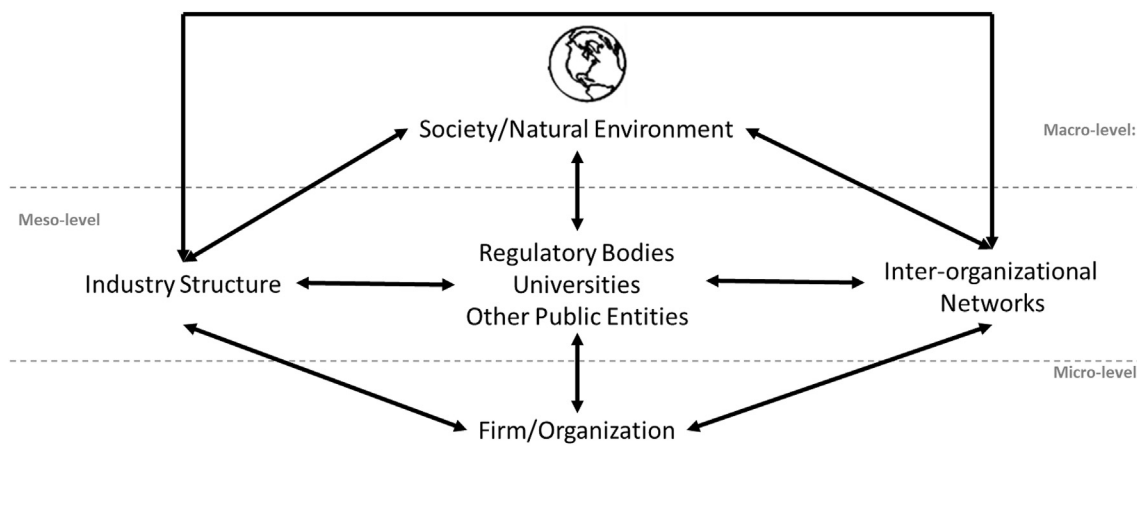 Society/Natural Environment
Macro-level:
Meso-level
Regulatory Bodies
Universities
Other Public Entities
Industry Structure
Inter-organizational
Networks
Micro-level
Firm/Organization